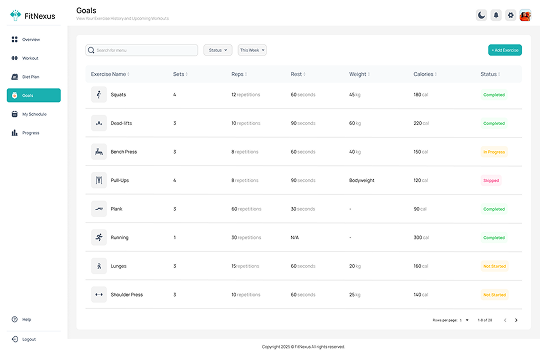 FitNexus
Goals
View Your Exercise History and Upcoming Workouts
Overview
Workout
Diet Plan
Goals
My Schedule
Progress
Help
Logout
Search for menu
Status
This Week
+ Add Exercise
Exercise Name Sets Reps Rest Weight Calories Status
Squats 4 12 repetitions 60 seconds 45 kg 180 cal Completed
Dead-lifts 3 10 repetitions 90 seconds 60 kg 220 cal Completed
Bench Press 3 8 repetitions 60 seconds 40 kg 150 cal In Progress
Pull-Ups 4 8 repetitions 90 seconds Bodyweight 120 cal Skipped
Plank 3 60 repetitions 30 seconds - 90 cal Completed
Running 1 30 repetitions N/A - 300 cal Completed
Lunges 3 15 repetitions 60 seconds 20 kg 160 cal Not Started
Shoulder Press 3 10 repetitions 60 seconds 25 kg 140 cal Not Started
Rows per page:
Copyright 2025 © FitNexus All rights reserved.